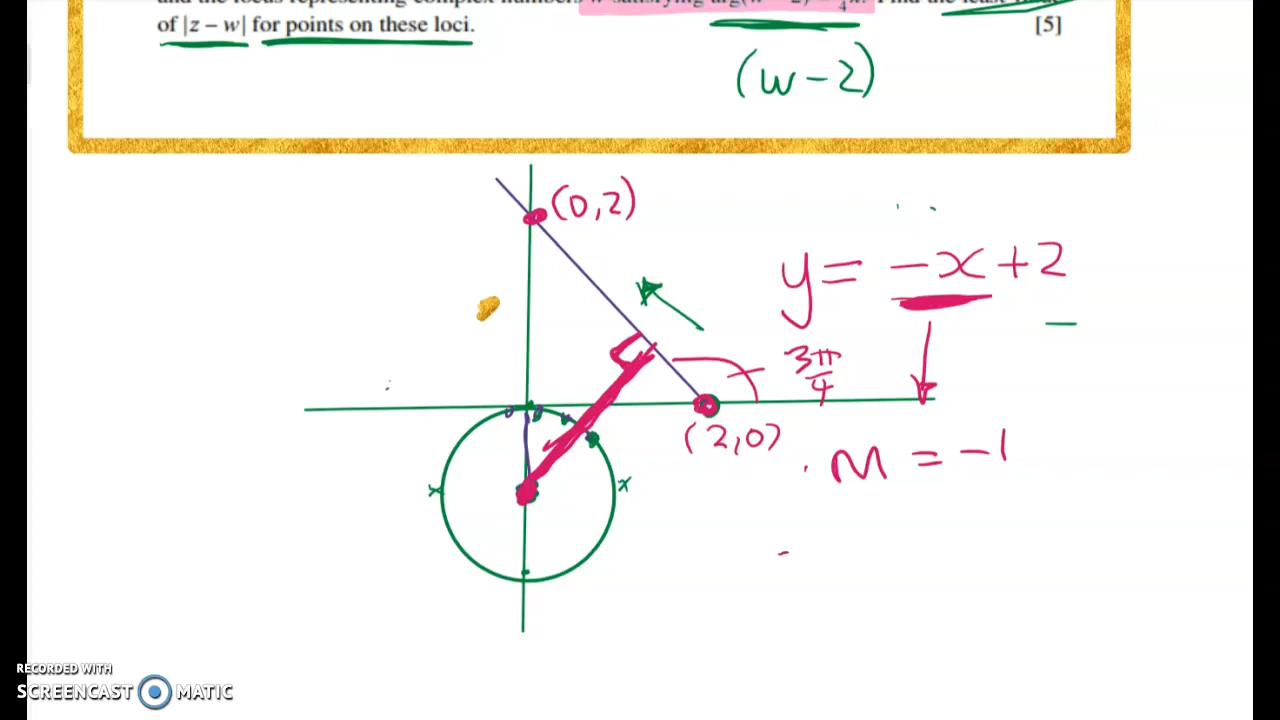 of |z − w| for points on these loci. [5]
(w − 2)
(0,2)
y = −x + 2
3π/4
(2,0)
m = −1
x x
RECORDED WITH
SCREENCAST MATIC